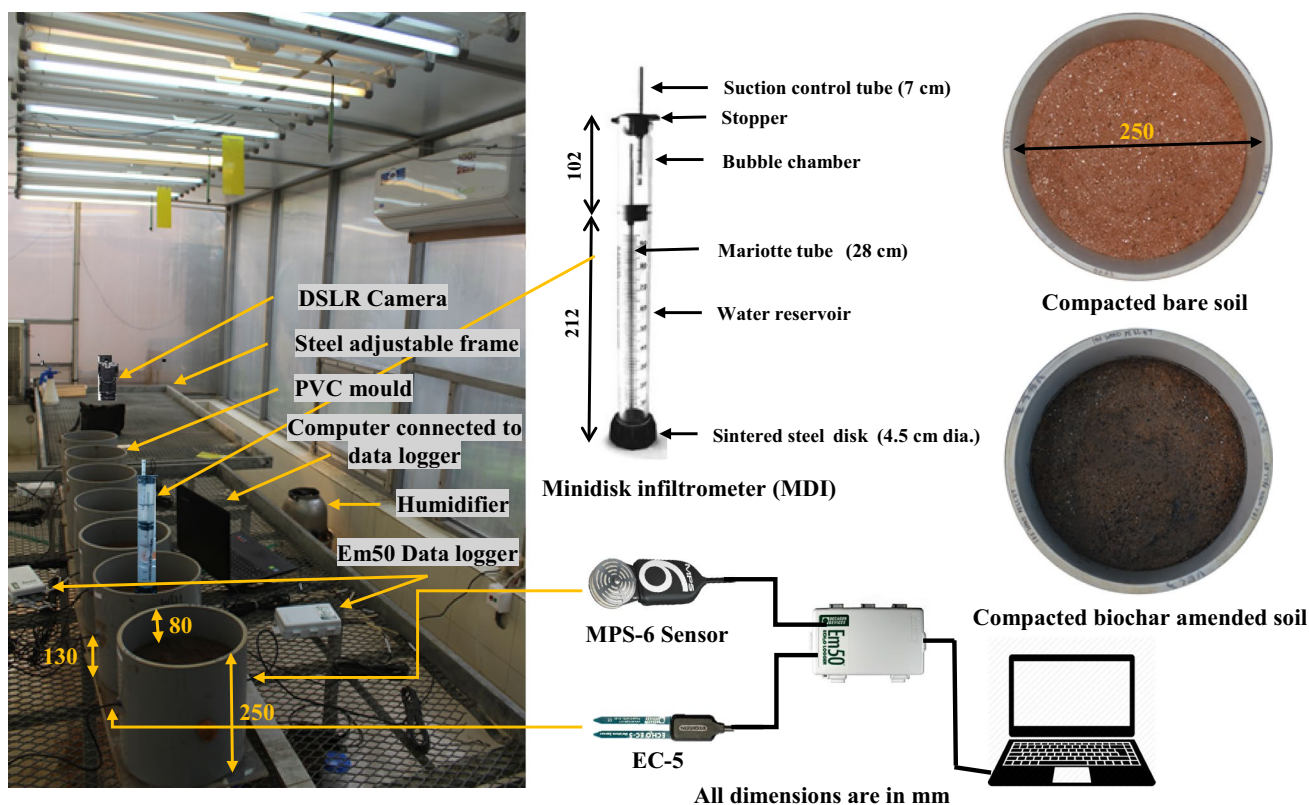 DSLR Camera
Steel adjustable frame
PVC mould
Computer connected to
data logger
Humidifier
Em50 Data logger
80
130
250
Suction control tube (7 cm)
Stopper
Bubble chamber
102
Mariotte tube (28 cm)
212
Water reservoir
Sintered steel disk (4.5 cm dia.)
Minidisk infiltrometer (MDI)
250
Compacted bare soil
Compacted biochar amended soil
MPS
6
MPS-6 Sensor
Em50
EC-5
All dimensions are in mm